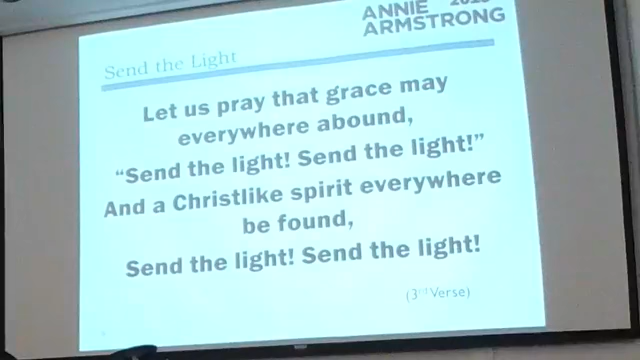 ANNIE
ARMSTRONG
Send the Light
Let us pray that grace may
everywhere abound,
“Send the light! Send the light!”
And a Christlike spirit everywhere
be found,
Send the light! Send the light!
(3rd Verse)